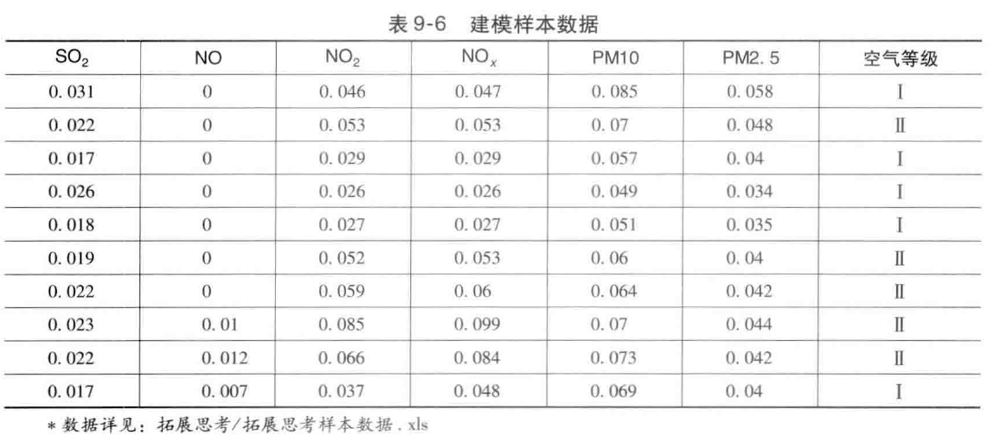 表 9-6 建模样本数据
SO₂ NO NO₂ NOₓ PM10 PM2. 5 空气等级
0. 031 0 0. 046 0. 047 0. 085 0. 058 Ⅰ
0. 022 0 0. 053 0. 053 0. 07 0. 048 Ⅱ
0. 017 0 0. 029 0. 029 0. 057 0. 04 Ⅰ
0. 026 0 0. 026 0. 026 0. 049 0. 034 Ⅰ
0. 018 0 0. 027 0. 027 0. 051 0. 035 Ⅰ
0. 019 0 0. 052 0. 053 0. 06 0. 04 Ⅱ
0. 022 0 0. 059 0. 06 0. 064 0. 042 Ⅱ
0. 023 0. 01 0. 085 0. 099 0. 07 0. 044 Ⅱ
0. 022 0. 012 0. 066 0. 084 0. 073 0. 042 Ⅱ
0. 017 0. 007 0. 037 0. 048 0. 069 0. 04 Ⅰ
* 数据详见：拓展思考/拓展思考样本数据 . xls